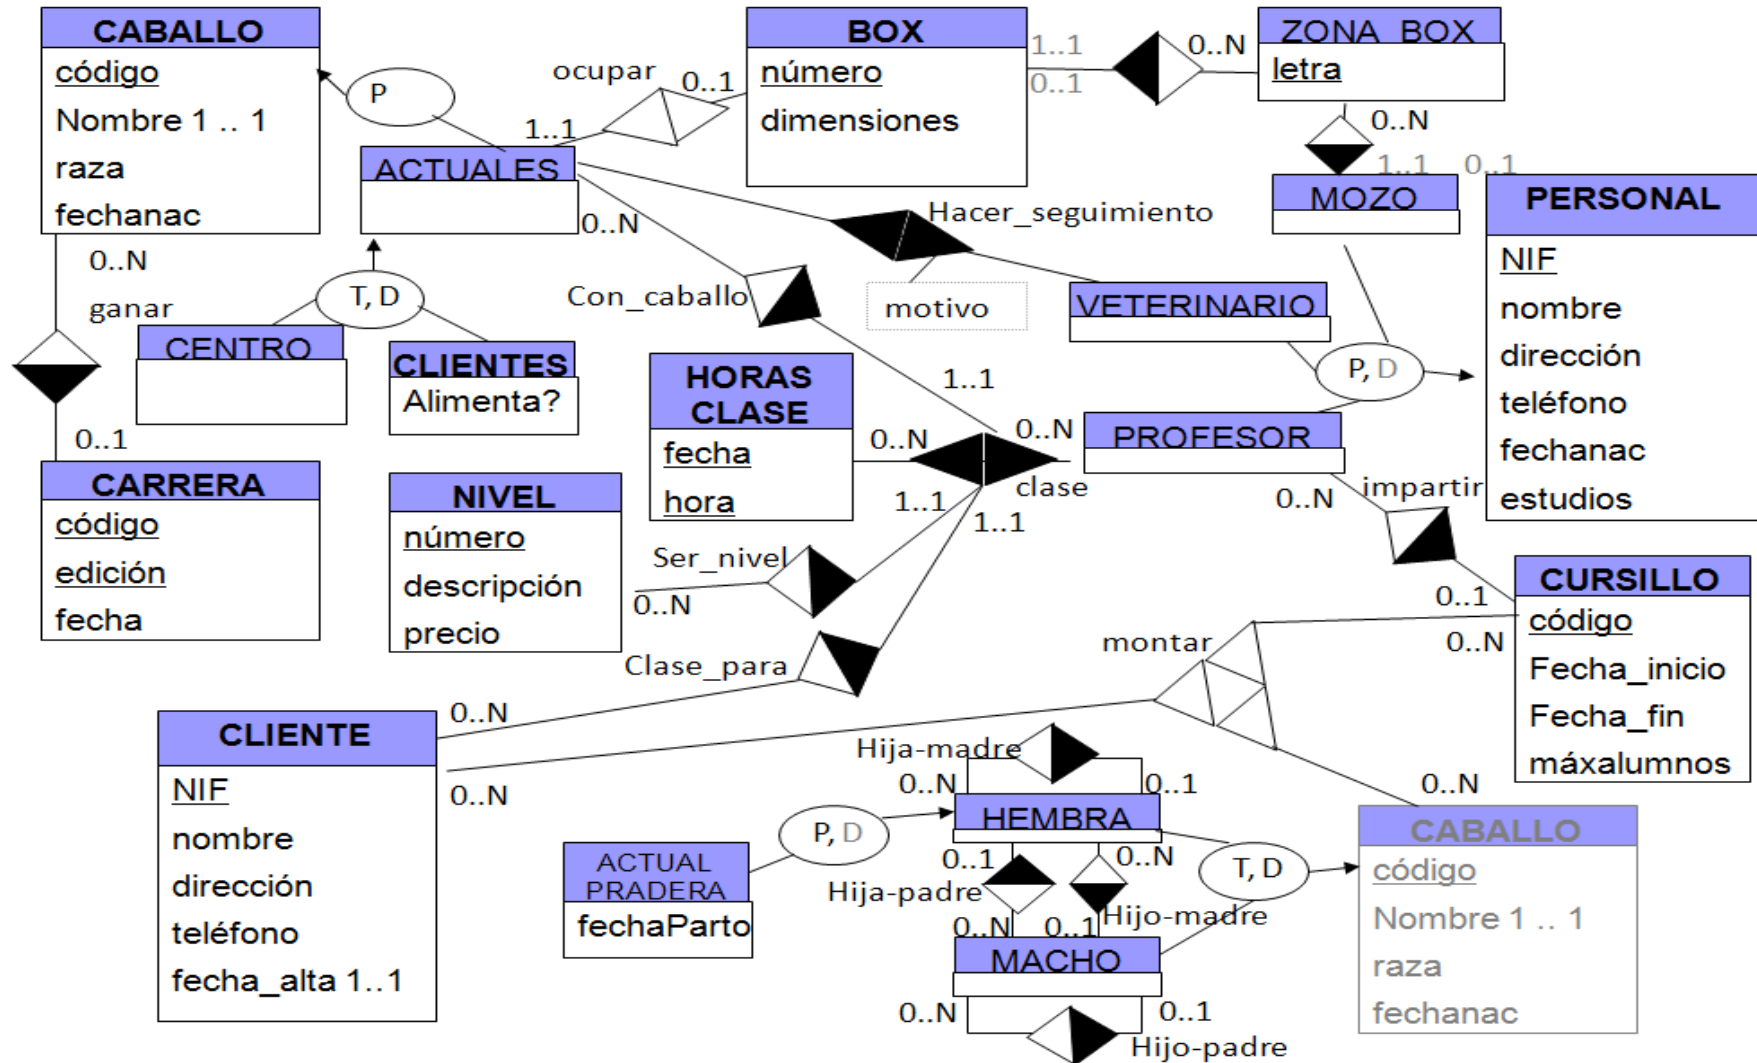 CABALLO
código
Nombre 1 .. 1
raza
fechanac
P
ocupar
0..1
1..1
BOX
número
dimensiones
1..1
0..1
0..N
ZONA_BOX
letra
0..N
1..1 0..1
MOZO
ACTUALES
0..N
Hacer_seguimiento
motivo
Con_caballo
1..1
PERSONAL
NIF
nombre
dirección
teléfono
fechanac
estudios
VETERINARIO
P, D
0..N
ganar
0..1
T, D
CENTRO
CLIENTES
Alimenta?
HORAS
CLASE
fecha
hora
0..N
0..N
clase
PROFESOR
0..N
impartir
0..1
CARRERA
código
edición
fecha
NIVEL
número
descripción
precio
1..1
1..1
Ser_nivel
0..N
Clase_para
0..N
CURSILLO
código
Fecha_inicio
Fecha_fin
máxalumnos
0..N
montar
CLIENTE
NIF
nombre
dirección
teléfono
fecha_alta 1..1
0..N
0..N
Hija-madre
0..N
0..1
HEMBRA
P, D
ACTUAL
PRADERA
fechaParto
0..1
0..N
Hija-padre
Hijo-madre
0..N
0..1
MACHO
0..N
0..1
Hijo-padre
T, D
CABALLO
código
Nombre 1 .. 1
raza
fechanac